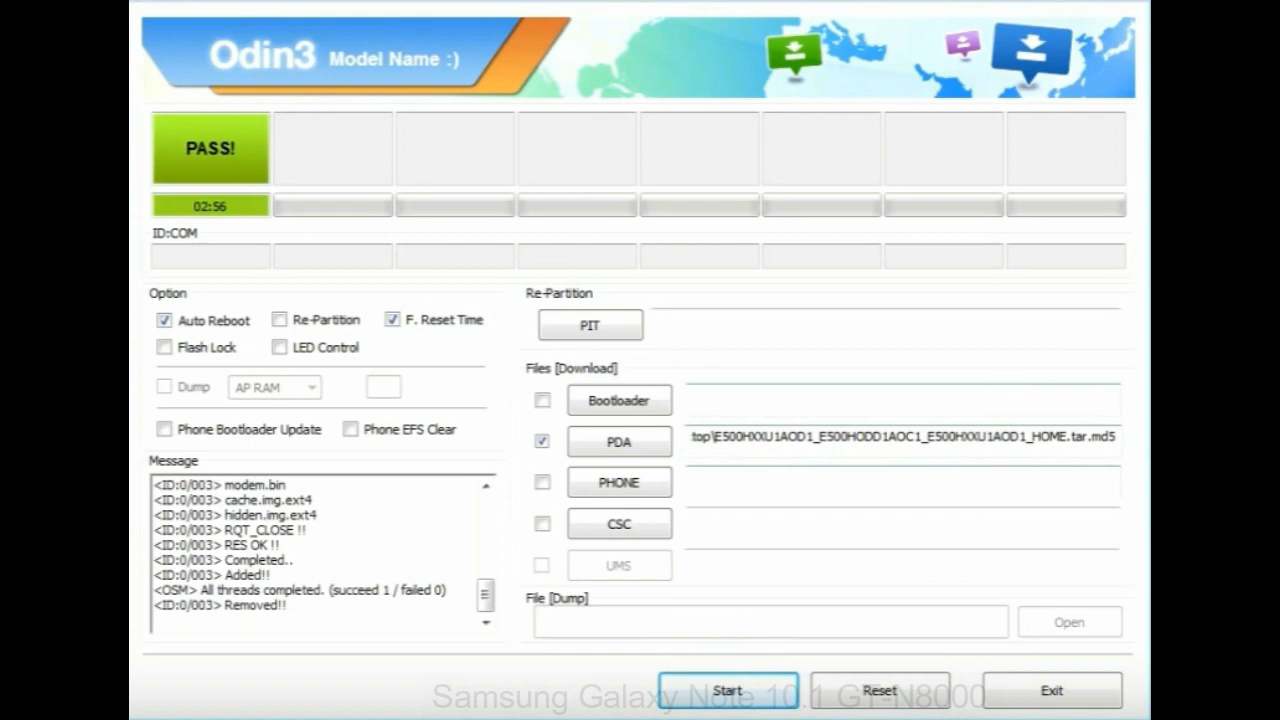 Odin3 Model Name :)
PASS!
02:56
ID:COM
Option
Auto Reboot Re-Partition F. Reset Time
Flash Lock LED Control
Dump AP RAM
Phone Bootloader Update Phone EFS Clear
Message
<ID:0/003> modem.bin
<ID:0/003> cache.img.ext4
<ID:0/003> hidden.img.ext4
<ID:0/003> RQT_CLOSE !!
<ID:0/003> RES OK !!
<ID:0/003> Completed..
<ID:0/003> Added!!
<OSM> All threads completed. (succeed 1 / failed 0)
<ID:0/003> Removed!!
Re-Partition
PIT
Files [Download]
Bootloader
PDA top\E500HXXU1AOD1_E500HODD1AOC1_E500HXXU1AOD1_HOME.tar.md5
PHONE
CSC
UMS
File [Dump]
Open
Start Reset Exit
Samsung Galaxy Note 10.1 GT-N8000